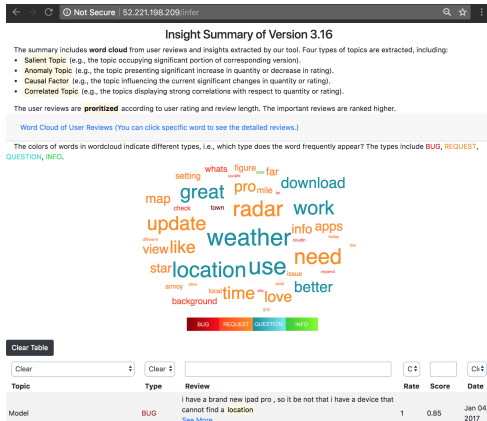 Not Secure | 52.221.198.209/infer
Insight Summary of Version 3.16
The summary includes word cloud from user reviews and insights extracted by our tool. Four types of topics are extracted, including:
• Salient Topic (e.g., the topic occupying significant portion of corresponding version).
• Anomaly Topic (e.g., the topic presenting significant increase in quantity or decrease in rating).
• Causal Factor (e.g., the topic influencing the current significant changes in quantity or rating).
• Correlated Topic (e.g., the topics displaying strong correlations with respect to quantity or rating).
The user reviews are proritized according to user rating and review length. The important reviews are ranked higher.
Word Cloud of User Reviews (You can click specific word to see the detailed reviews.)
The colors of words in wordcloud indicate different types, i.e., which type does the word frequently appear? The types include BUG, REQUEST,
QUESTION, INFO.
whats figure far
setting
great pro mile download
map
check town radar work
update info apps
weather
view like need
star location use issue
annoy better
local time love
background
BUG REQUEST QUESTION INFO
Clear Table
Clear Clear C Cle
Topic Type Review Rate Score Date
i have a brand new ipad pro , so it be not that i have a device that
Model BUG cannot find a location 1 0.85 Jan 04, 2017
See More